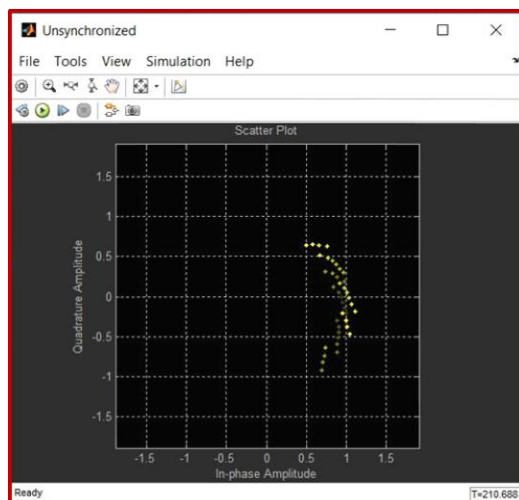 Unsynchronized
File Tools View Simulation Help
Scatter Plot
Quadrature Amplitude
1.5
1
0.5
0
-0.5
-1
-1.5
-1.5 -1 -0.5 0 0.5 1 1.5
In-phase Amplitude
Ready T=210.688